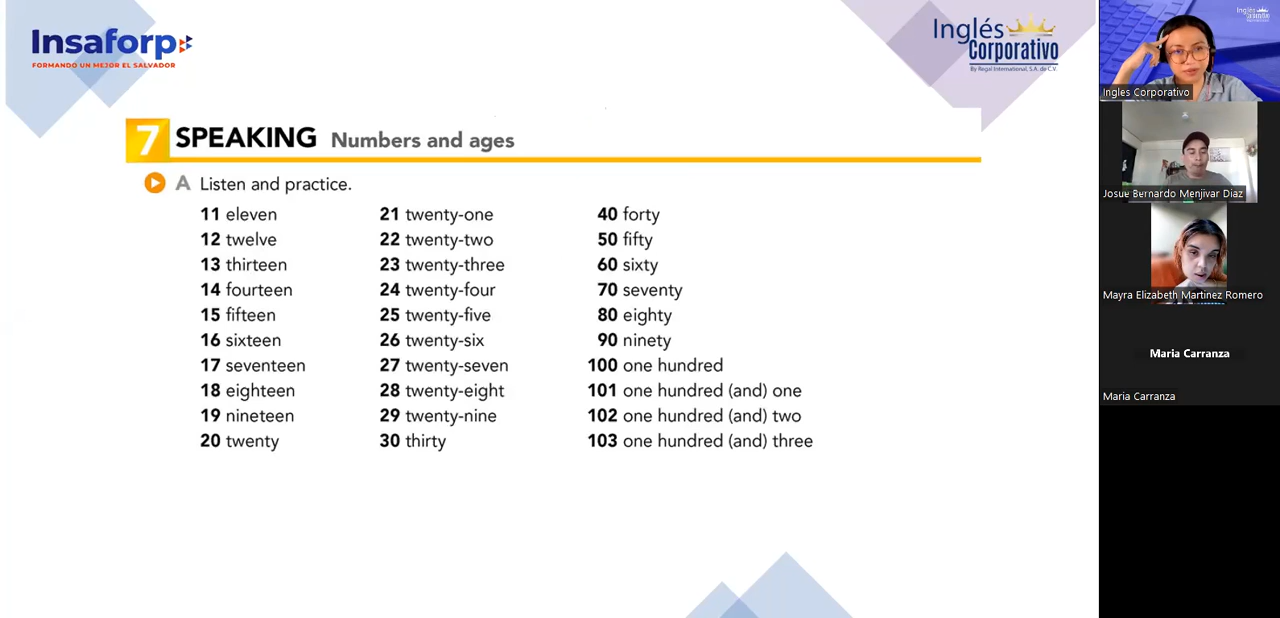 Insaforp
FORMANDO UN MEJOR EL SALVADOR
Inglés
Corporativo
By Regal International, S.A. de C.V.
7 SPEAKING Numbers and ages
A Listen and practice.
11 eleven 21 twenty-one 40 forty
12 twelve 22 twenty-two 50 fifty
13 thirteen 23 twenty-three 60 sixty
14 fourteen 24 twenty-four 70 seventy
15 fifteen 25 twenty-five 80 eighty
16 sixteen 26 twenty-six 90 ninety
17 seventeen 27 twenty-seven 100 one hundred
18 eighteen 28 twenty-eight 101 one hundred (and) one
19 nineteen 29 twenty-nine 102 one hundred (and) two
20 twenty 30 thirty 103 one hundred (and) three
Inglés
Ingles Corporativo
Josue Bernardo Menjivar Diaz
Mayra Elizabeth Martinez Romero
Maria Carranza
Maria Carranza